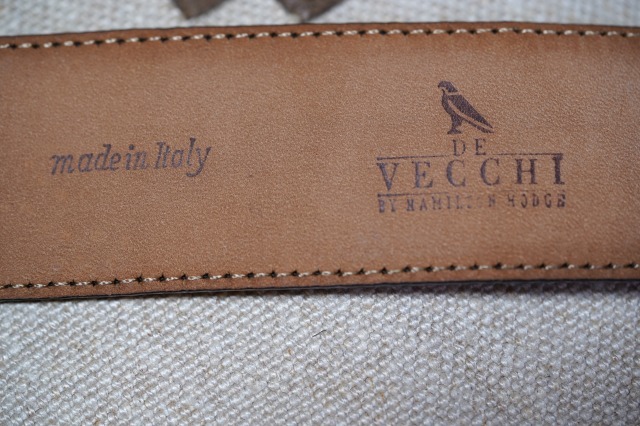 made in Italy
DE
VECCHI
BY HAMILTON HODGE